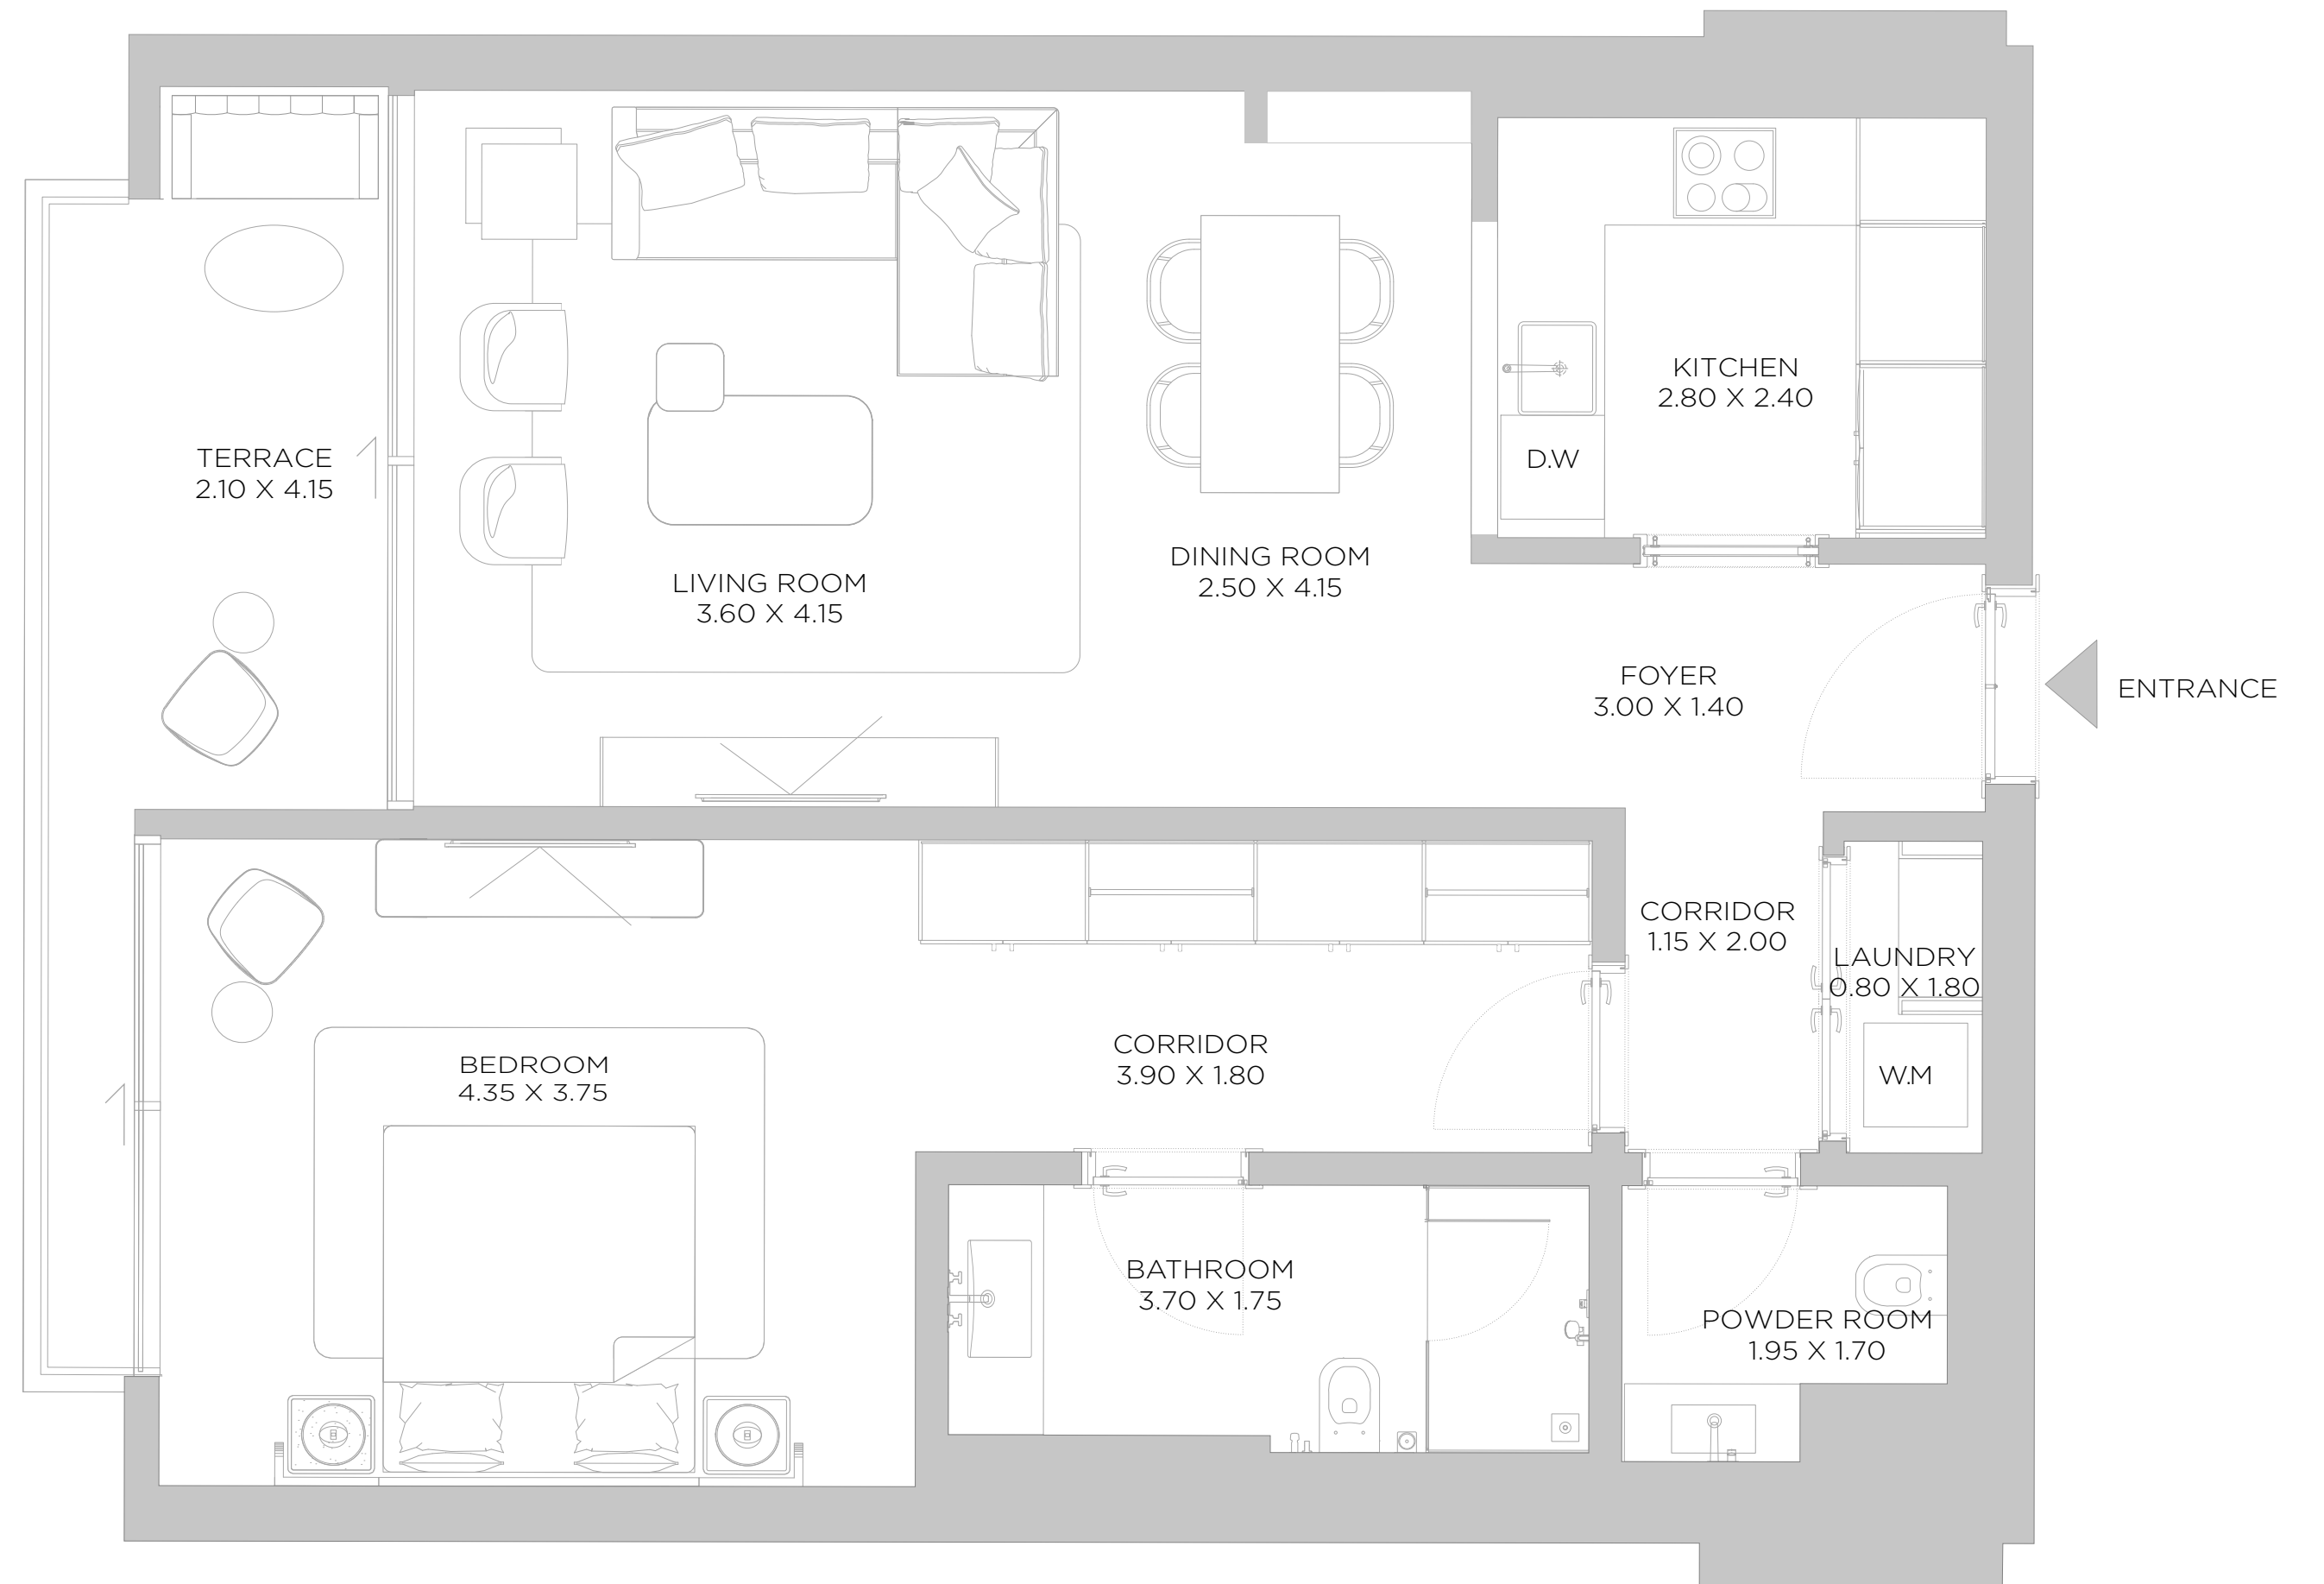 KITCHEN
2.80 X 2.40
TERRACE
2.10 X 4.15
D.W
LIVING ROOM
3.60 X 4.15
DINING ROOM
2.50 X 4.15
FOYER
3.00 X 1.40
ENTRANCE
CORRIDOR
1.15 X 2.00
LAUNDRY
0.80 X 1.80
BEDROOM
4.35 X 3.75
CORRIDOR
3.90 X 1.80
W.M
BATHROOM
3.70 X 1.75
POWDER ROOM
1.95 X 1.70